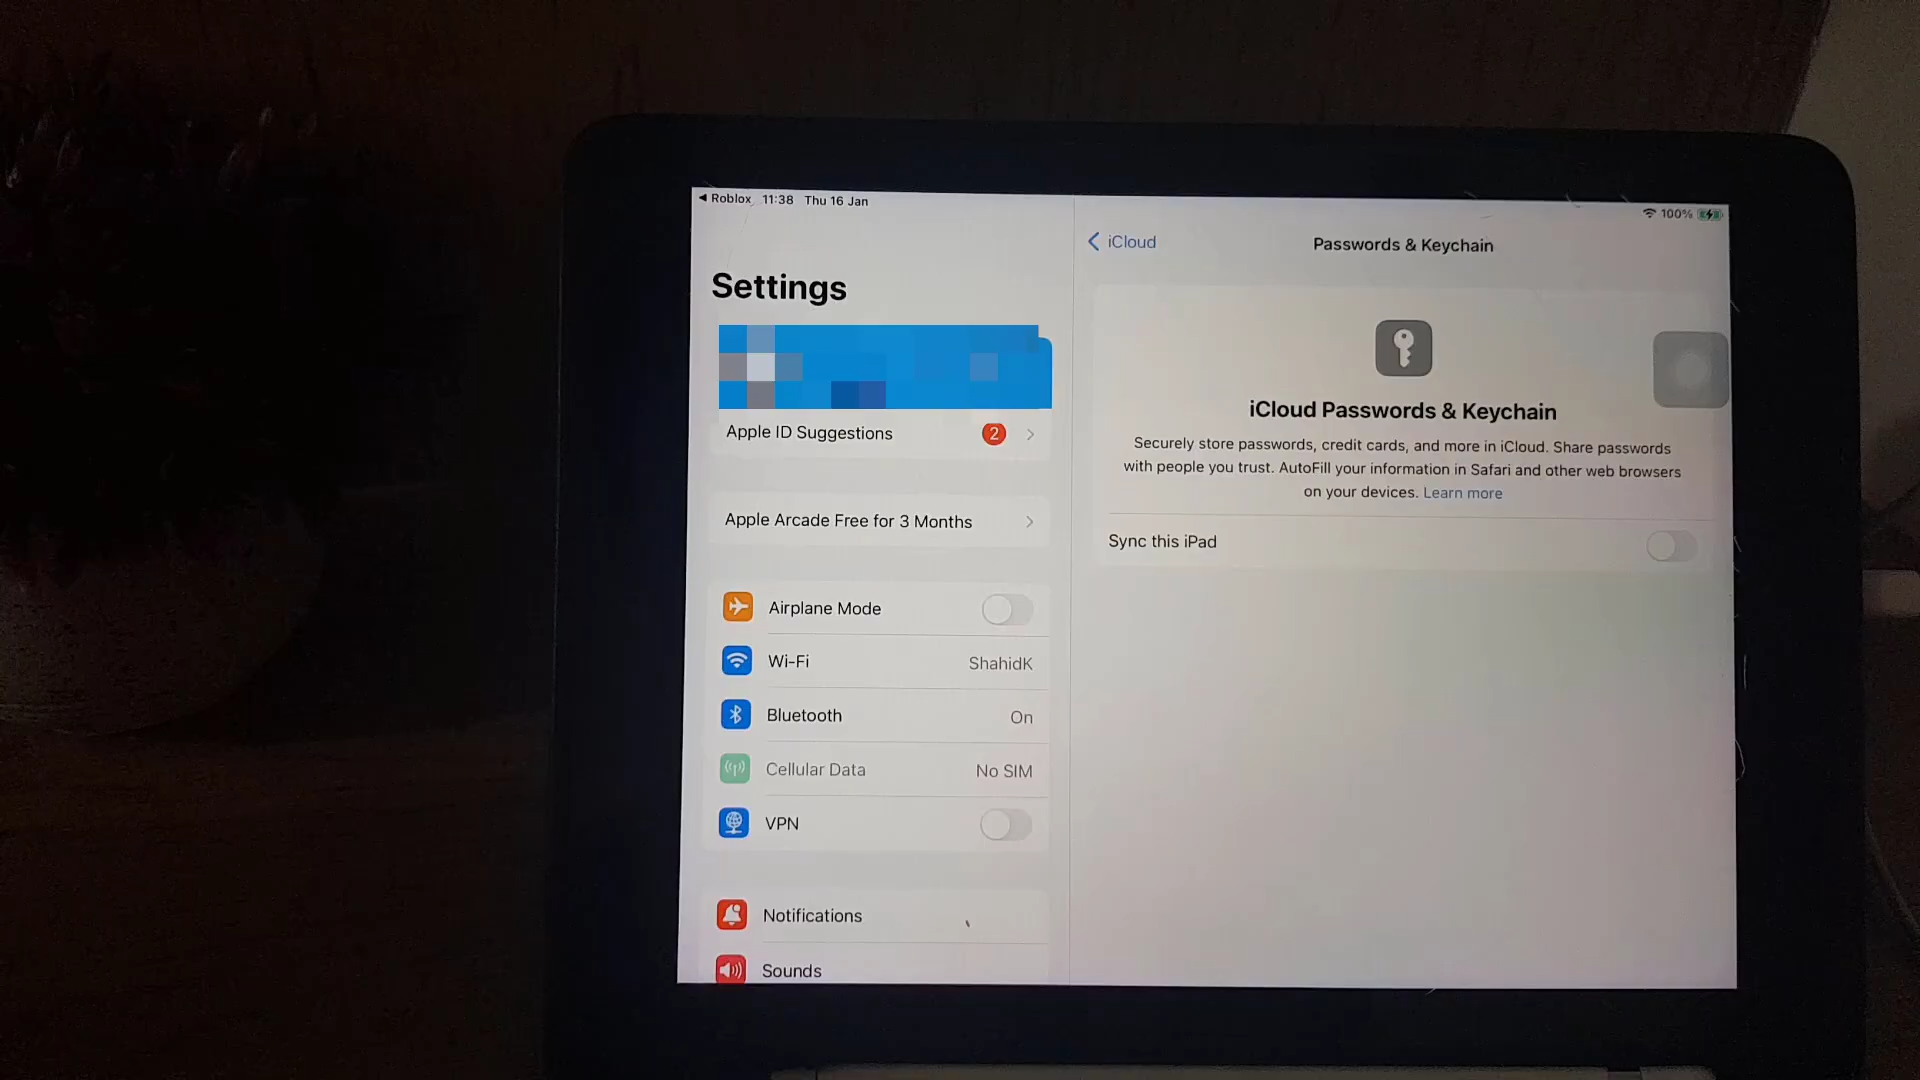 ◄ Roblox 11:38 Thu 16 Jan
100%
Settings
Apple ID Suggestions 2
Apple Arcade Free for 3 Months
Airplane Mode
Wi-Fi ShahidK
Bluetooth On
Cellular Data No SIM
VPN
Notifications
Sounds
iCloud
Passwords & Keychain
iCloud Passwords & Keychain
Securely store passwords, credit cards, and more in iCloud. Share passwords
with people you trust. AutoFill your information in Safari and other web browsers
on your devices. Learn more
Sync this iPad